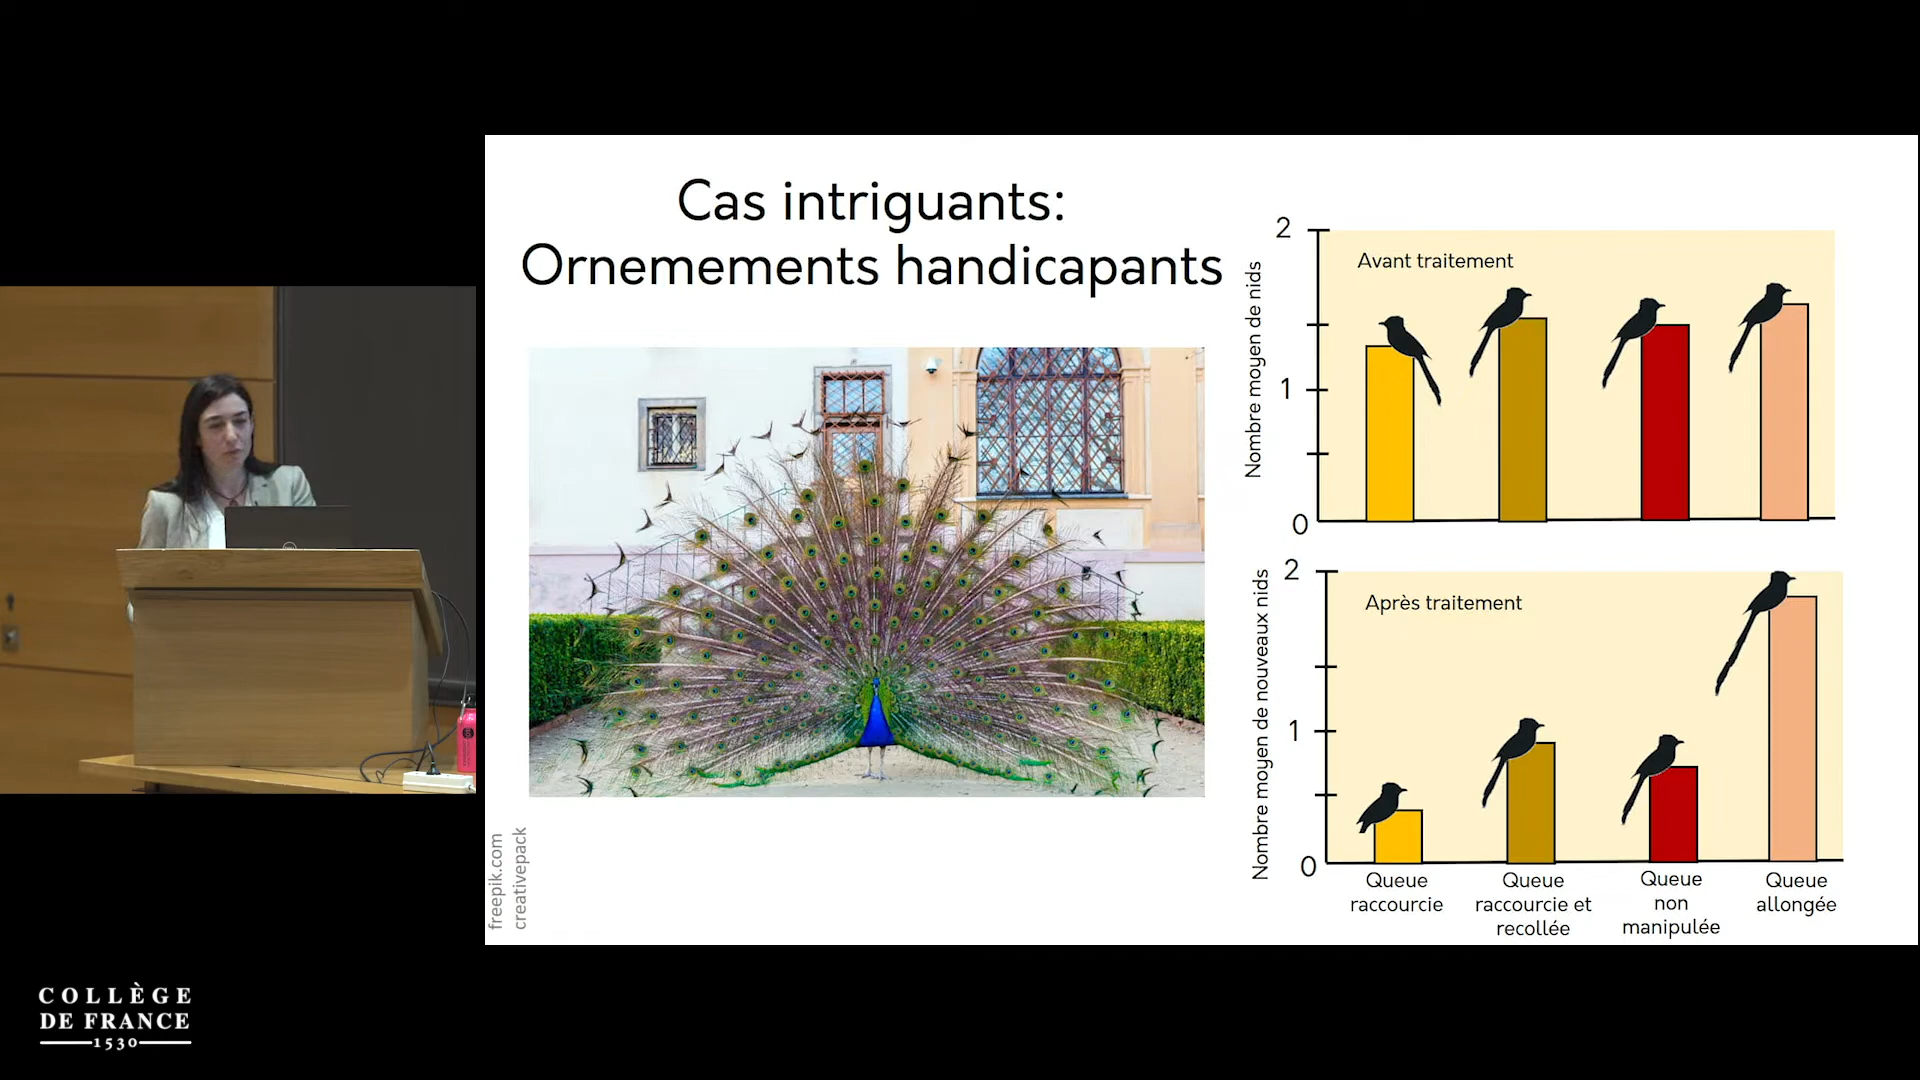 Cas intriguants:
Ornemements handicapants
freepik.com
creativepack
2
1
0
Nombre moyen de nids
Avant traitement
2
1
0
Nombre moyen de nouveaux nids
Après traitement
Queue
raccourcie
Queue
raccourcie et
recollée
Queue
non
manipulée
Queue
allongée
COLLÈGE
DE FRANCE
1530